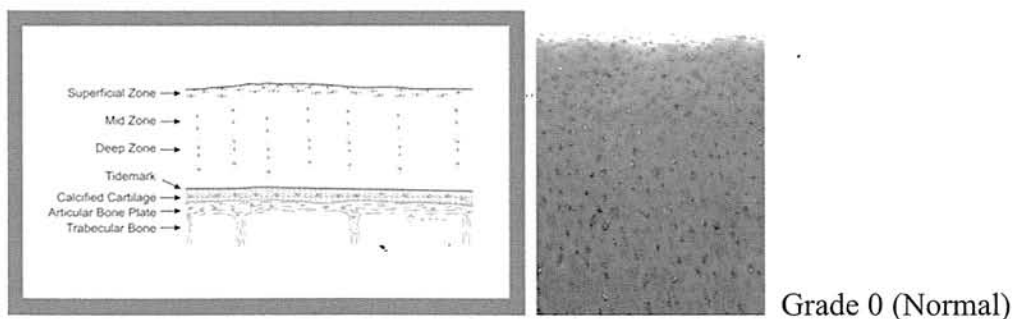 Superficial Zone
Mid Zone
Deep Zone
Tidemark
Calcified Cartilage
Articular Bone Plate
Trabecular Bone
Grade 0 (Normal)